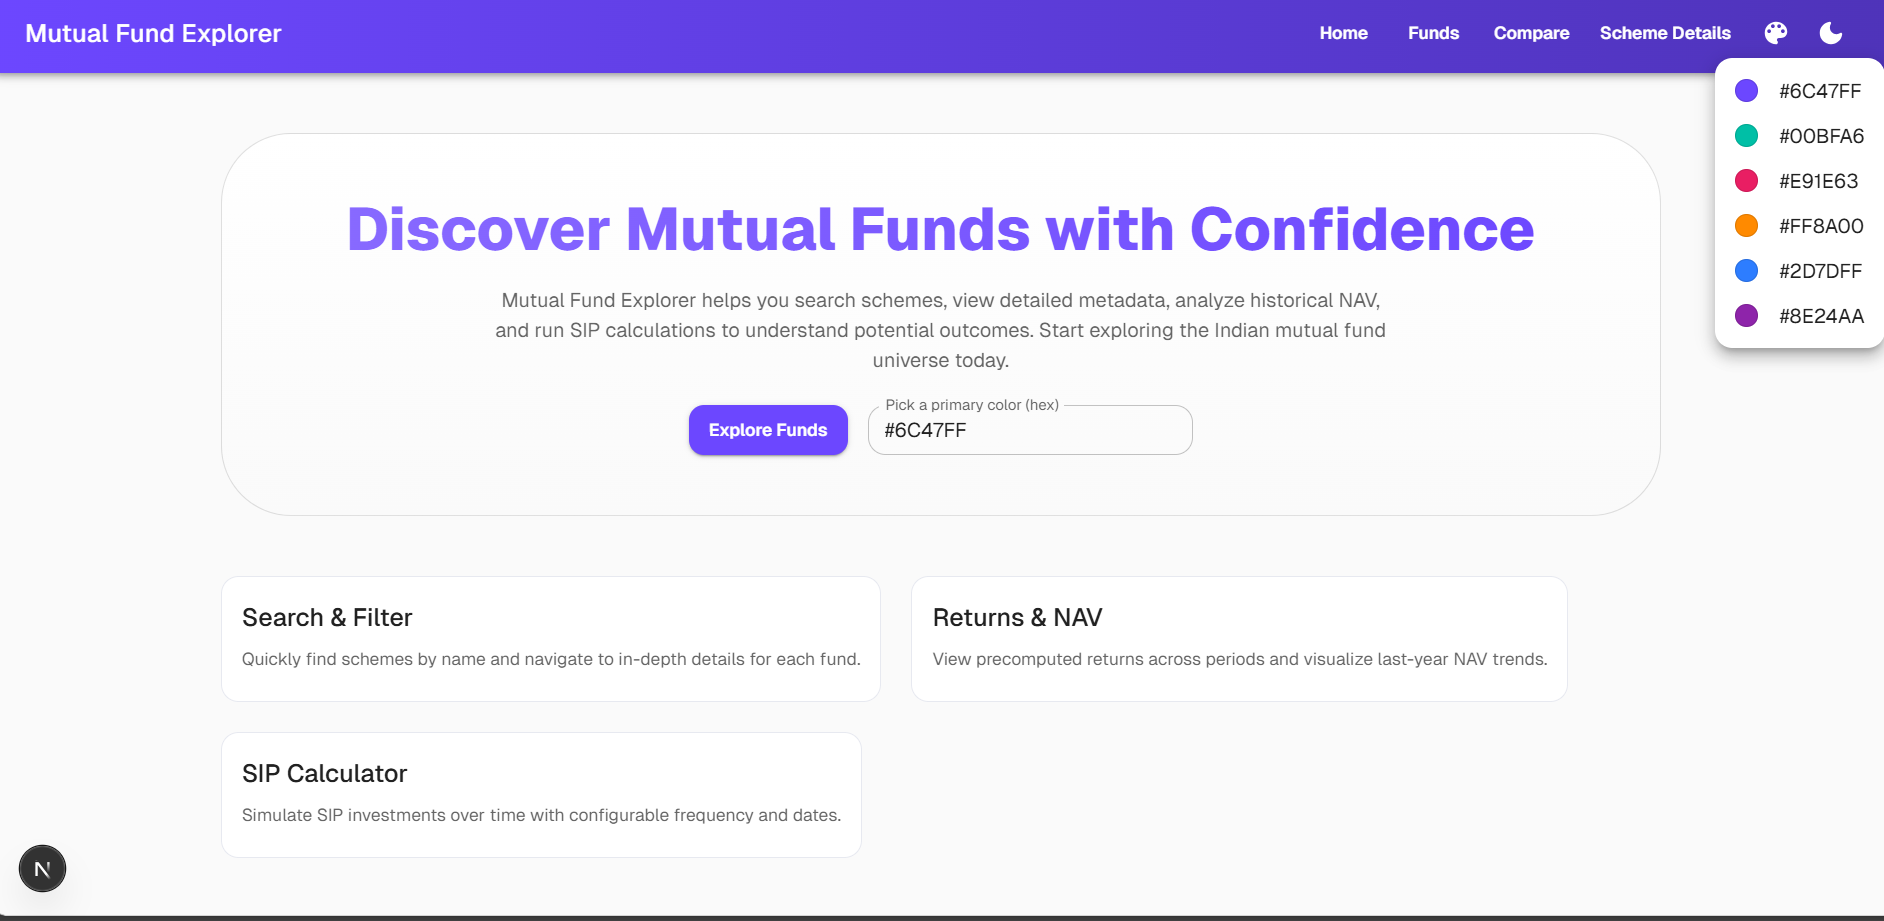 Mutual Fund Explorer
Home
Funds
Compare
Scheme Details
#6C47FF
#00BFA6
#E91E63
#FF8A00
#2D7DFF
#8E24AA
Discover Mutual Funds with Confidence
Mutual Fund Explorer helps you search schemes, view detailed metadata, analyze historical NAV,
and run SIP calculations to understand potential outcomes. Start exploring the Indian mutual fund
universe today.
Explore Funds
Pick a primary color (hex)
#6C47FF
Search & Filter
Quickly find schemes by name and navigate to in-depth details for each fund.
Returns & NAV
View precomputed returns across periods and visualize last-year NAV trends.
SIP Calculator
Simulate SIP investments over time with configurable frequency and dates.
N